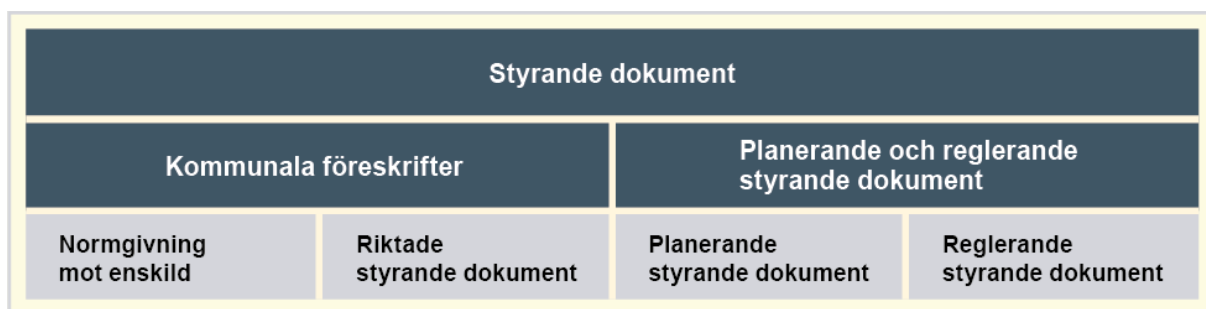 Styrande dokument
Kommunala föreskrifter
Planerande och reglerande
styrande dokument
Normgivning
mot enskild
Riktade
styrande dokument
Planerande
styrande dokument
Reglerande
styrande dokument